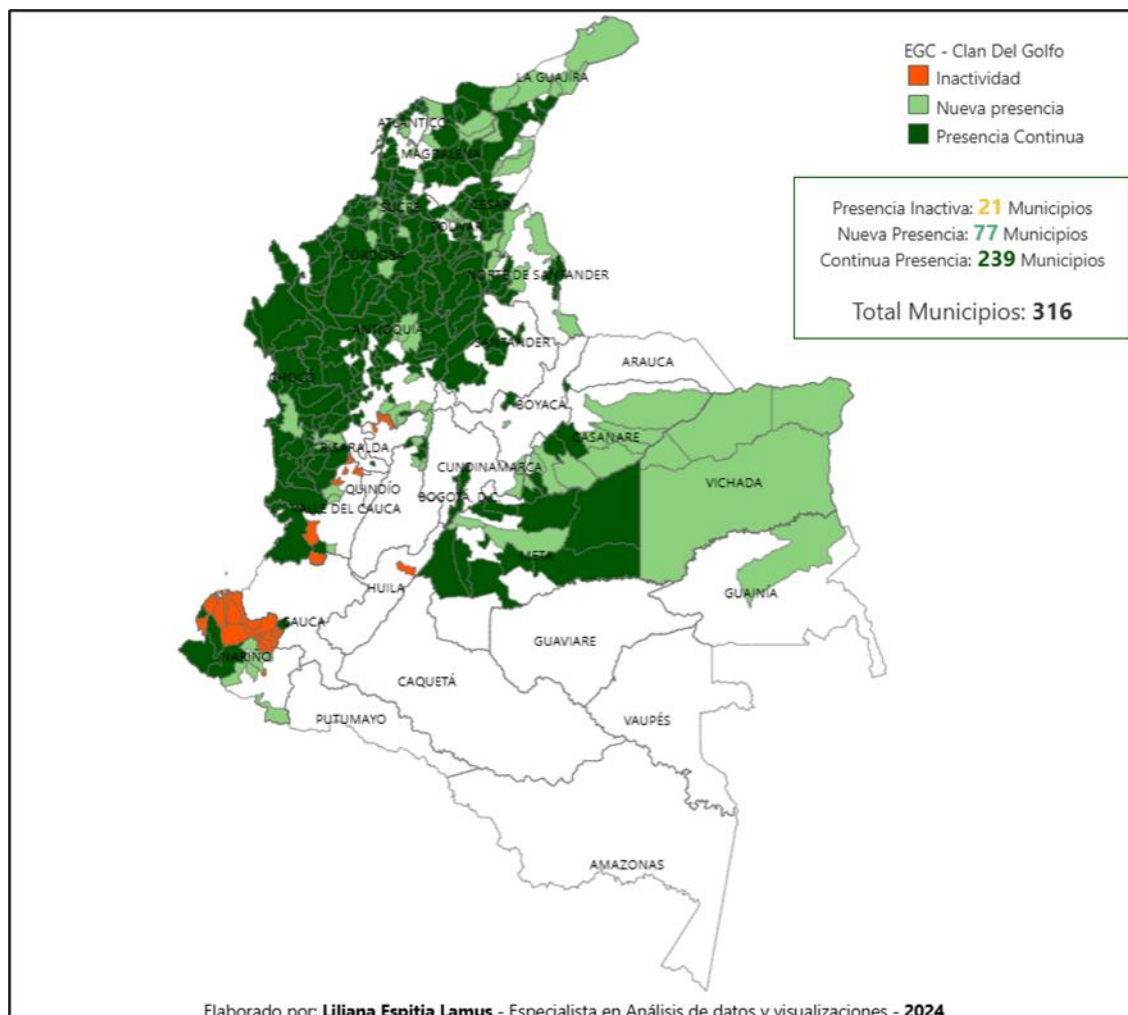 EGC - Clan Del Golfo
Inactividad
Nueva presencia
Presencia Continua
Presencia Inactiva: 21 Municipios
Nueva Presencia: 77 Municipios
Continua Presencia: 239 Municipios
Total Municipios: 316
LA GUAJIRA
ATLÁNTICO
MAGDALENA
CESAR
SUCRE
BOLÍVAR
CÓRDOBA
NORTE DE SANTANDER
ANTIOQUIA
SANTANDER
ARAUCA
CHOCÓ
BOYACÁ
CASANARE
RISARALDA
CUNDINAMARCA
VICHADA
QUINDÍO
BOGOTÁ, D.C.
VALLE DEL CAUCA
META
HUILA
GUAINÍA
CAUCA
GUAVIARE
NARIÑO
CAQUETÁ
PUTUMAYO
VAUPÉS
AMAZONAS
Elaborado por: Liliana Espitia Lamus - Especialista en Análisis de datos y visualizaciones - 2024